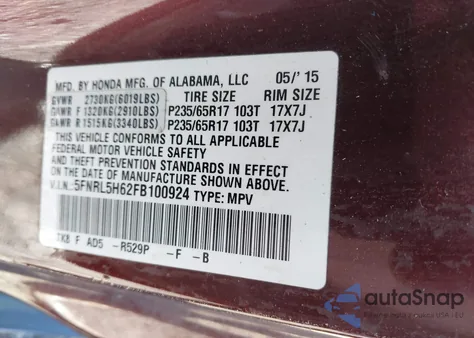 MFD. BY HONDA MFG. OF ALABAMA, LLC 05/'15
GVWR 2730KG(6019LBS) TIRE SIZE RIM SIZE
GAWR F 1320KG(2910LBS) P235/65R17 103T 17X7J
GAWR R 1515KG(3340LBS) P235/65R17 103T 17X7J
THIS VEHICLE CONFORMS TO ALL APPLICABLE
FEDERAL MOTOR VEHICLE SAFETY
AND THEFT PREVENTION STANDARDS IN EFFECT
ON THE DATE OF MANUFACTURE SHOWN ABOVE.
V.I.N.: 5FNRL5H62FB100924 TYPE: MPV
TK8 F AD5 -R529P -F -B
autoSnap